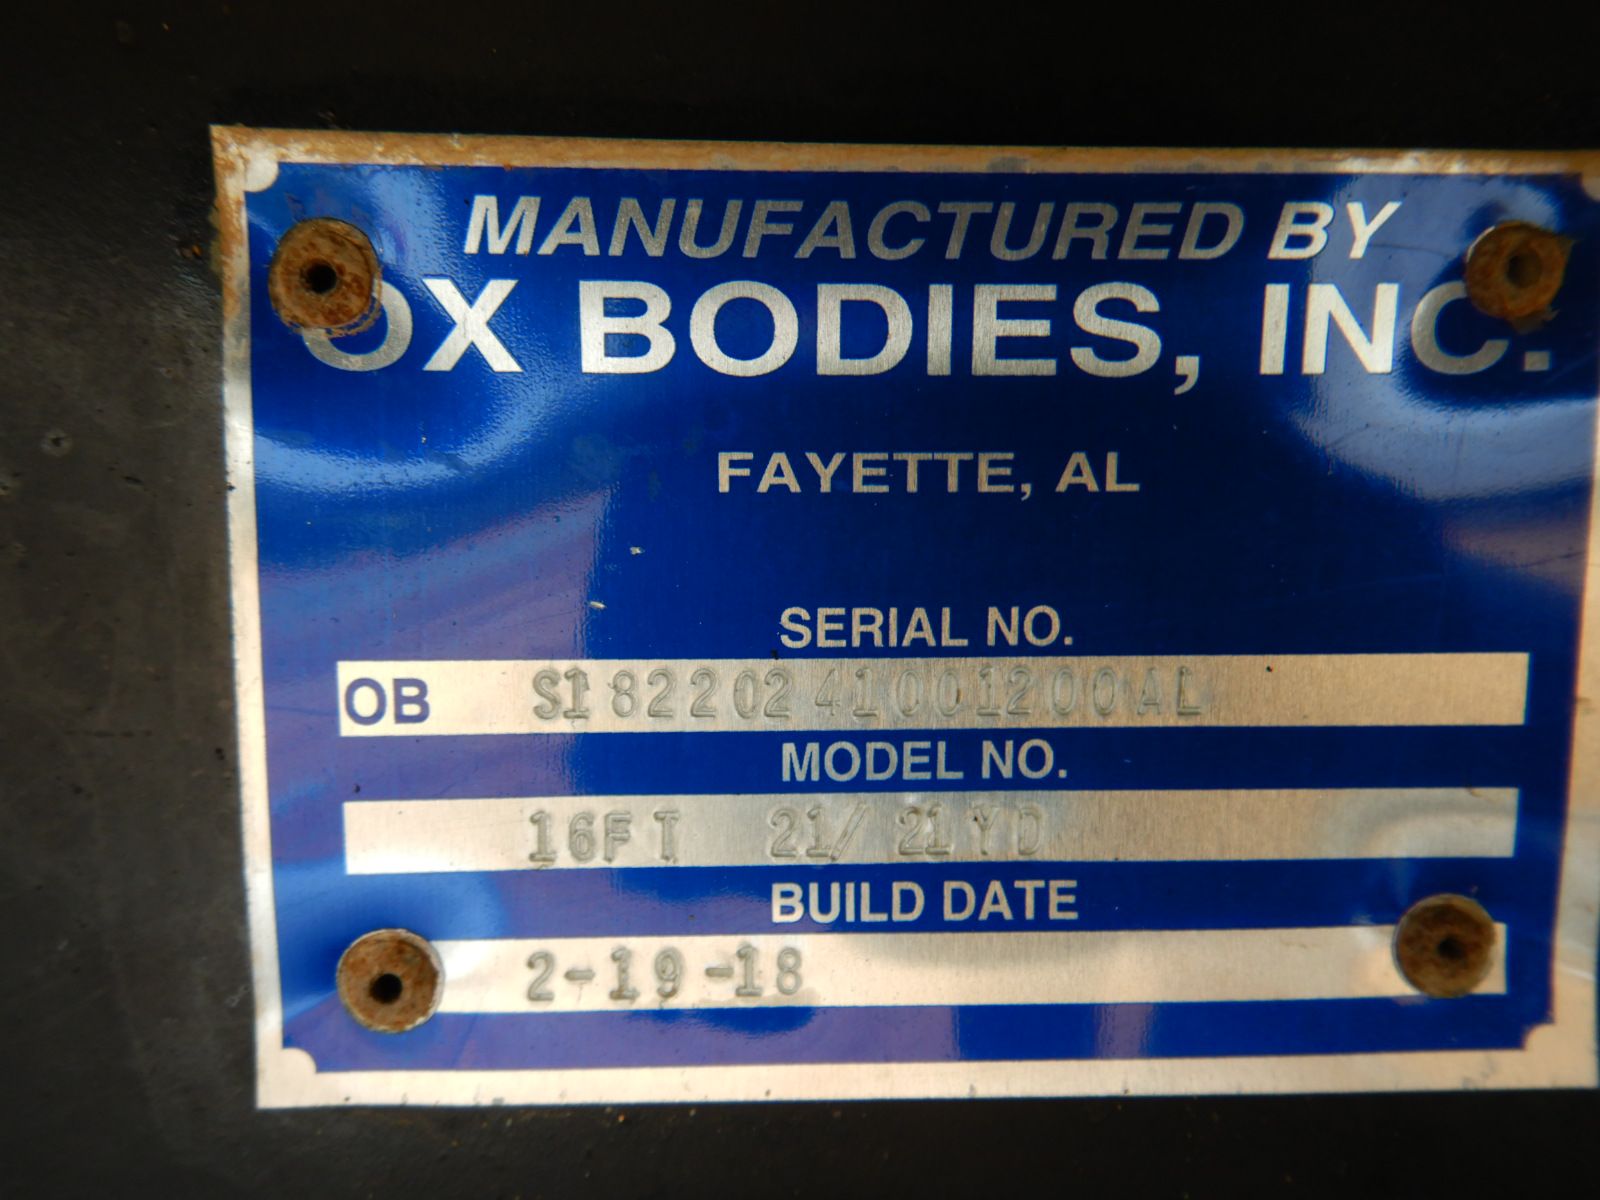 MANUFACTURED BY
OX BODIES, INC.
FAYETTE, AL
SERIAL NO.
OB S18220241001200AL
MODEL NO.
16FT 21/21YD
BUILD DATE
2-19-18